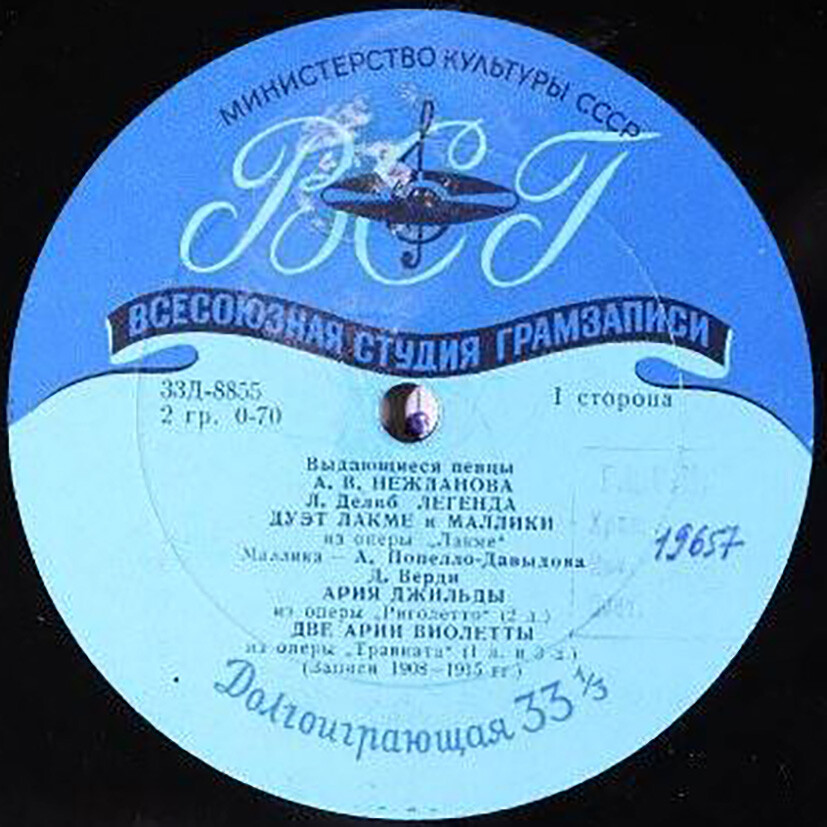 МИНИСТЕРСТВО КУЛЬТУРЫ СССР
ВСГ
ВСЕСОЮЗНАЯ СТУДИЯ ГРАМЗАПИСИ
33Д-8855
2 гр. 0-70
I сторона
Выдающиеся певцы
А. В. НЕЖДАНОВА
Л. Делиб ЛЕГЕНДА
ДУЭТ ЛАКМЕ и МАЛЛИКИ
из оперы „Лакме“
Маллика — А. Попелло-Давыдова
Д. Верди
АРИЯ ДЖИЛЬДЫ
из оперы „Риголетто“ (2 д.)
ДВЕ АРИИ ВИОЛЕТТЫ
из оперы „Травиата“ (1 д. и 3 д.)
(Записи 1908—1915 гг.)
19657
Долгоиграющая 33 1/3